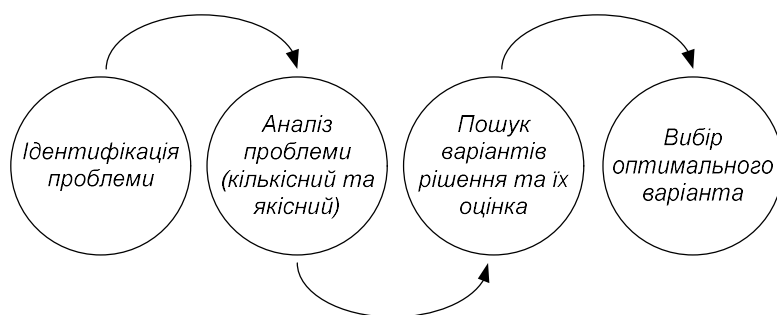 Ідентифікація
проблеми
Аналіз
проблеми
(кількісний та
якісний)
Пошук
варіантів
рішення та їх
оцінка
Вибір
оптимального
варіанта